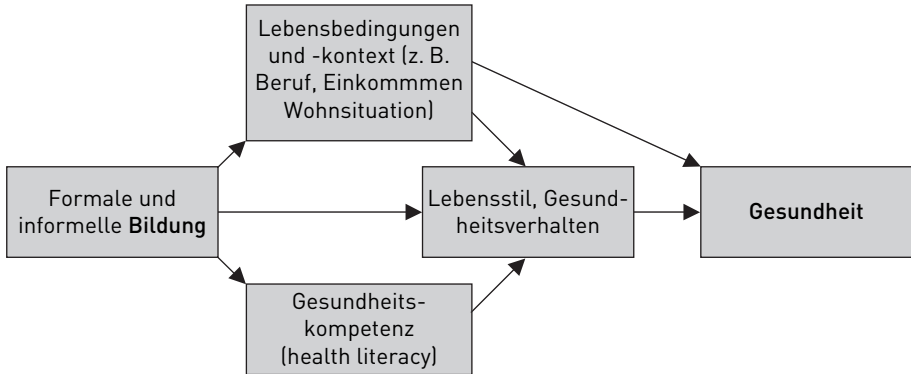 Lebensbedingungen
und -kontext (z. B.
Beruf, Einkommmen
Wohnsituation)
Formale und
informelle Bildung
Lebensstil, Gesund-
heitsverhalten
Gesundheit
Gesundheits-
kompetenz
(health literacy)